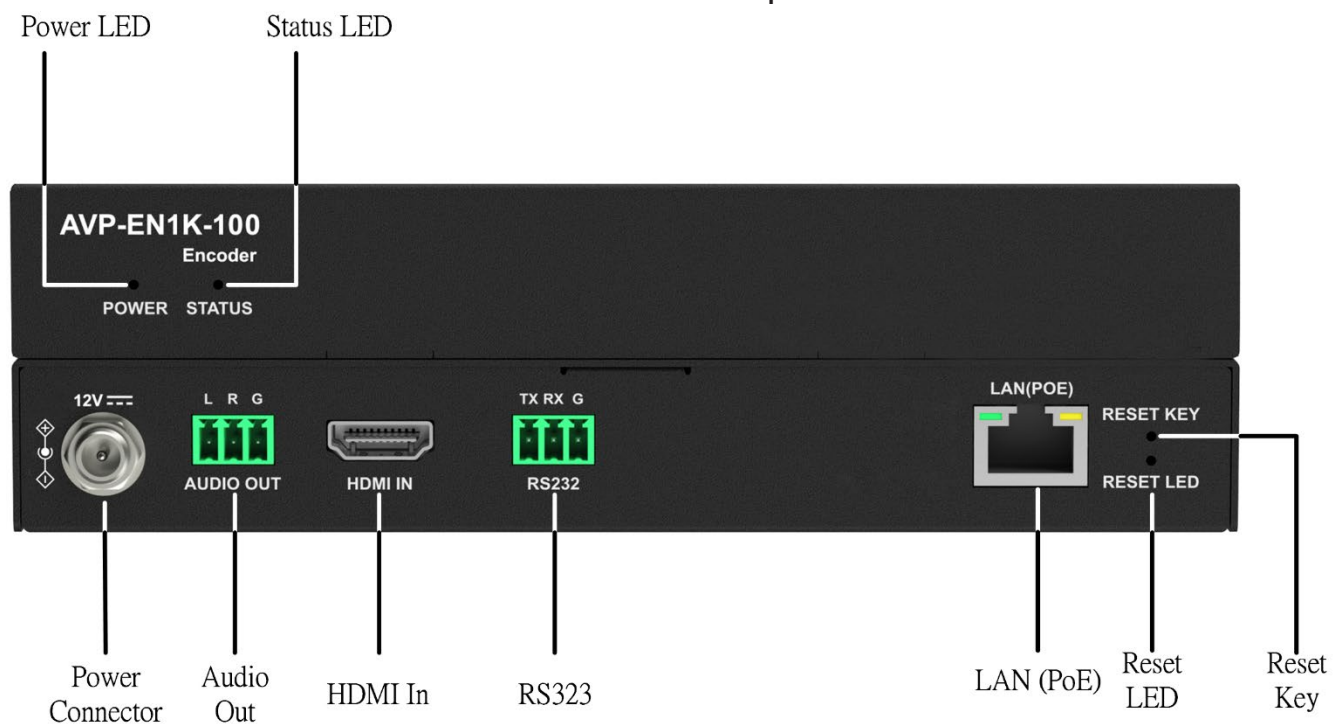 Power LED Status LED
AVP-EN1K-100
Encoder
POWER STATUS
12V
L R G
TX RX G
LAN(POE)
RESET KEY
AUDIO OUT
HDMI IN
RS232
RESET LED
Power
Connector
Audio
Out
HDMI In
RS323
LAN (PoE)
Reset
LED
Reset
Key